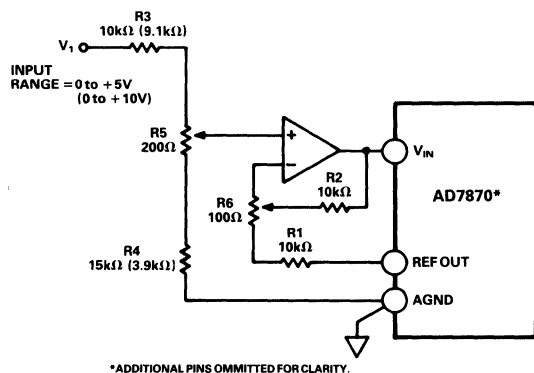 R3
10kΩ (9.1kΩ)
V1
INPUT
RANGE = 0 to +5V
(0 to +10V)
R5
200Ω
+
−
VIN
R2
10kΩ
AD7870*
R6
100Ω
R1
10kΩ
REF OUT
R4
15kΩ (3.9kΩ)
AGND
*ADDITIONAL PINS OMMITTED FOR CLARITY.